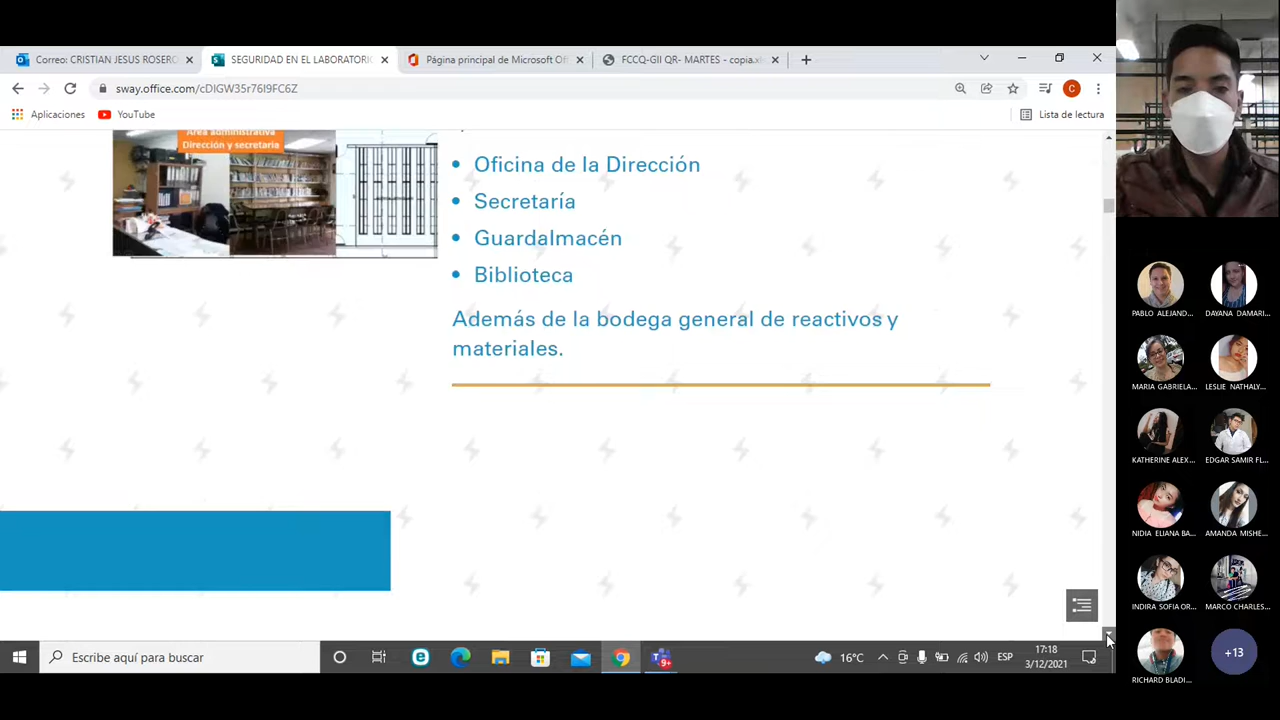 Correo: CRISTIAN JESUS ROSERO
SEGURIDAD EN EL LABORATORI
Página principal de Microsoft Of
FCCQ-GII QR- MARTES - copia.xl
sway.office.com/cDIGW35r76I9FC6Z
Aplicaciones
YouTube
Lista de lectura
Área administrativa
Dirección y secretaría
• Oficina de la Dirección
• Secretaría
• Guardalmacén
• Biblioteca
Además de la bodega general de reactivos y
materiales.
PABLO ALEJAND...
DAYANA DAMARI...
MARIA GABRIELA...
LESLIE NATHALY...
KATHERINE ALEX...
EDGAR SAMIR FL...
NIDIA ELIANA BA...
AMANDA MISHE...
INDIRA SOFIA OR...
MARCO CHARLES...
RICHARD BLADI...
+13
Escribe aquí para buscar
9+
16°C
ESP
17:18
3/12/2021